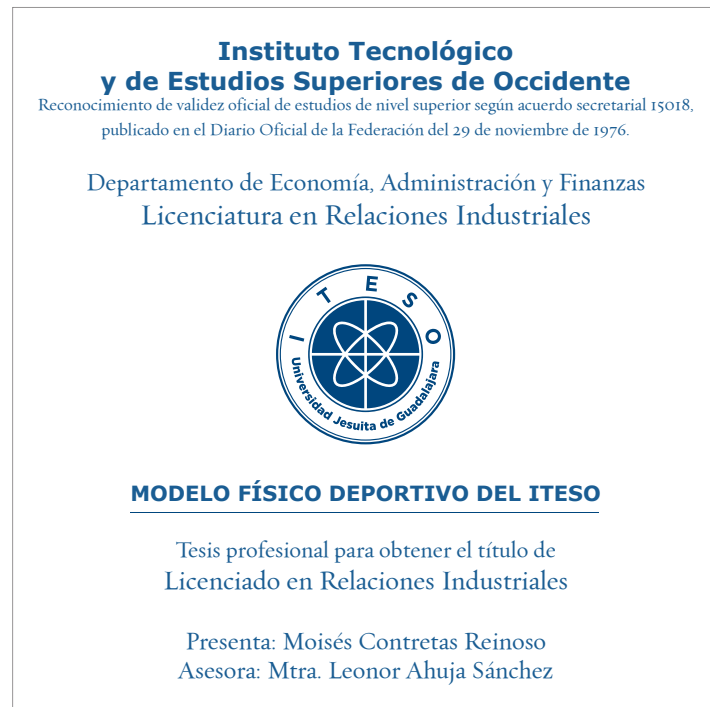 Instituto Tecnológico
y de Estudios Superiores de Occidente
Reconocimiento de validez oficial de estudios de nivel superior según acuerdo secretarial 15018,
publicado en el Diario Oficial de la Federación del 29 de noviembre de 1976.
Departamento de Economía, Administración y Finanzas
Licenciatura en Relaciones Industriales
ITESO
Universidad Jesuita de Guadalajara
MODELO FÍSICO DEPORTIVO DEL ITESO
Tesis profesional para obtener el título de
Licenciado en Relaciones Industriales
Presenta: Moisés Contretas Reinoso
Asesora: Mtra. Leonor Ahuja Sánchez